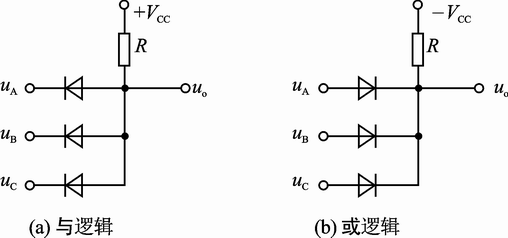 +V_CC −V_CC
R R
u_A u_o u_A u_o
u_B u_B
u_C u_C
(a) 与逻辑 (b) 或逻辑